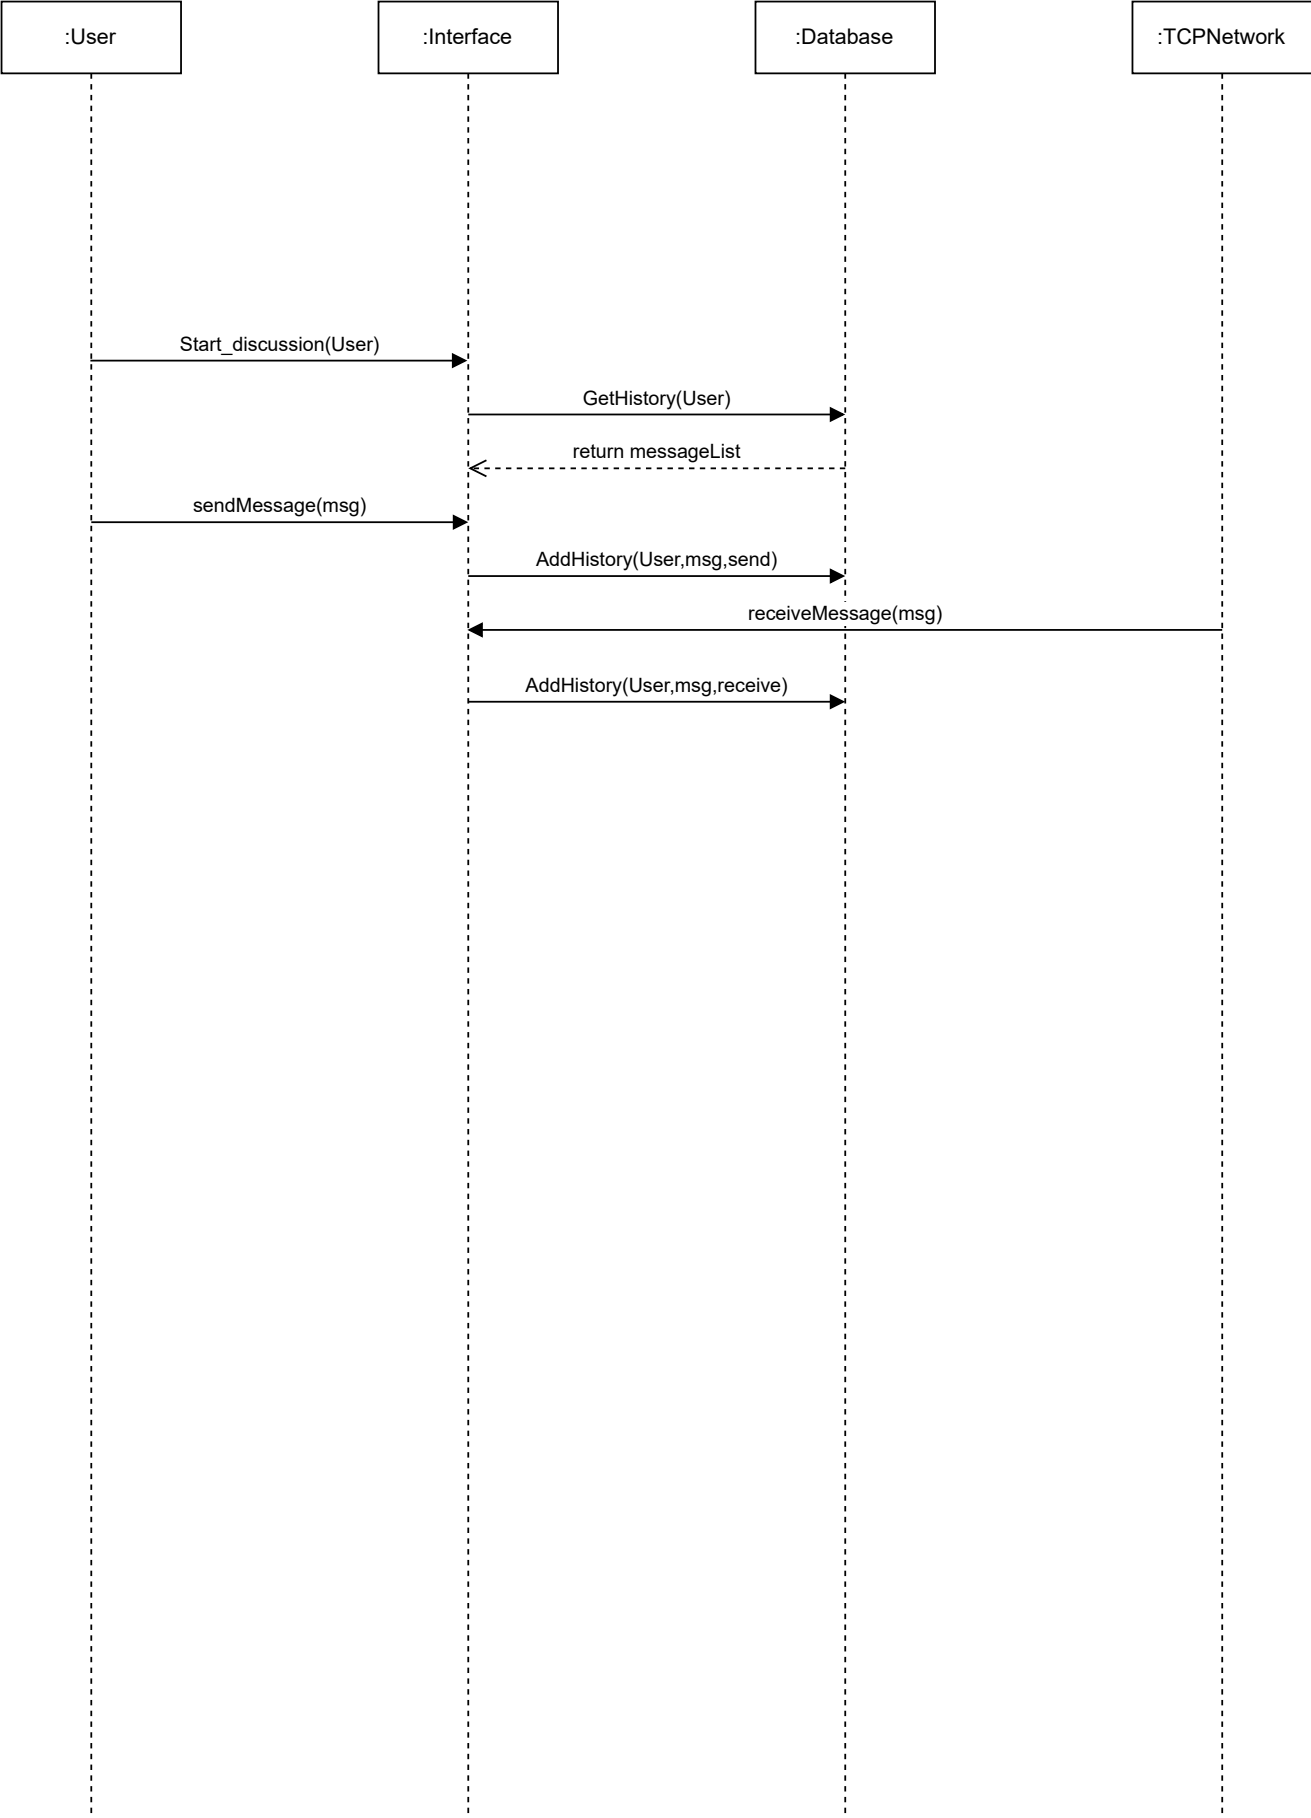 :User
:Interface
:Database
:TCPNetwork
Start_discussion(User)
GetHistory(User)
return messageList
sendMessage(msg)
AddHistory(User,msg,send)
receiveMessage(msg)
AddHistory(User,msg,receive)